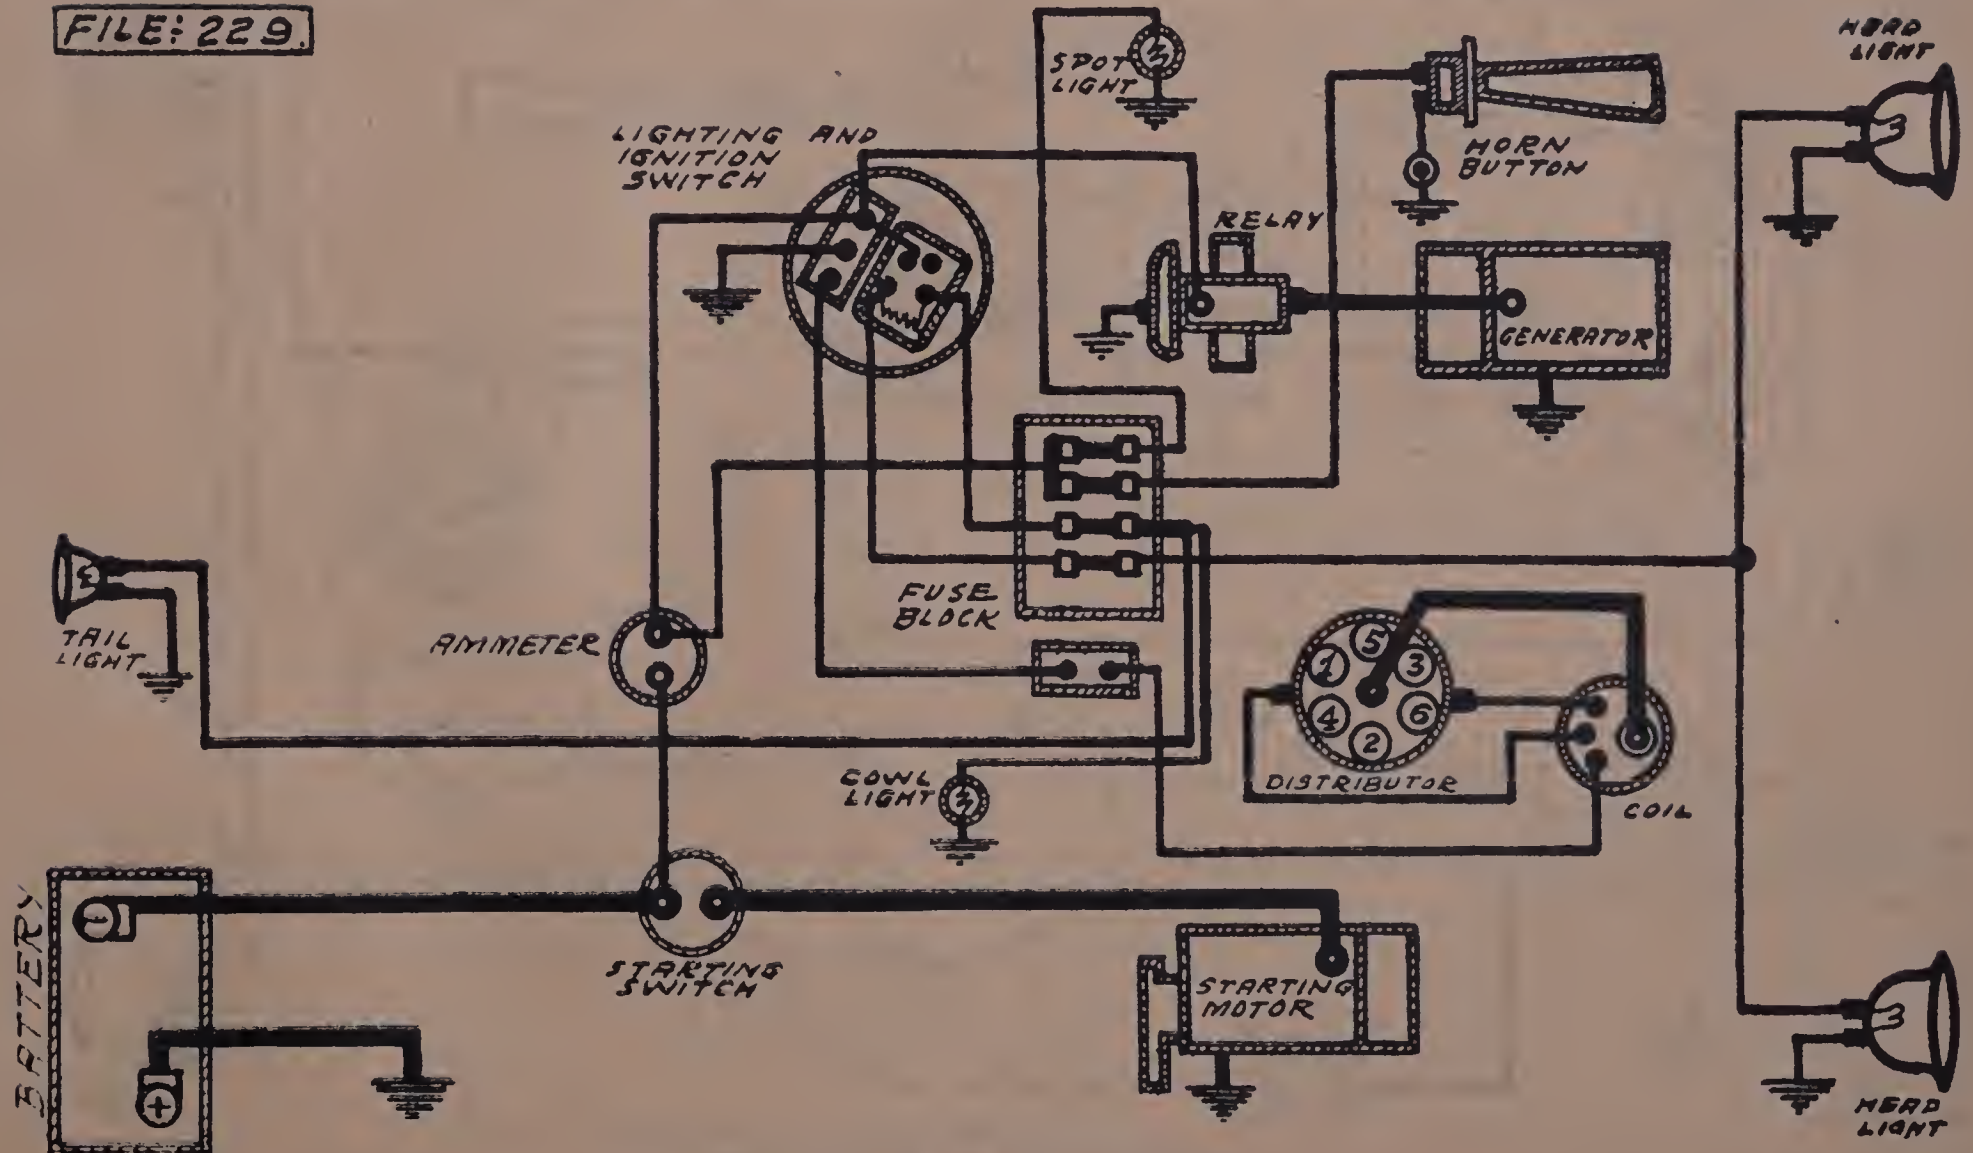 FILE: 229.
SPOT
LIGHT
HEAD
LIGHT
LIGHTING AND
IGNITION
SWITCH
HORN
BUTTON
RELAY
GENERATOR
FUSE
BLOCK
TAIL
LIGHT
AMMETER
5
1
3
4
6
2
DISTRIBUTOR
COIL
COWL
LIGHT
BATTERY
-
+
STARTING
SWITCH
STARTING
MOTOR
HEAD
LIGHT